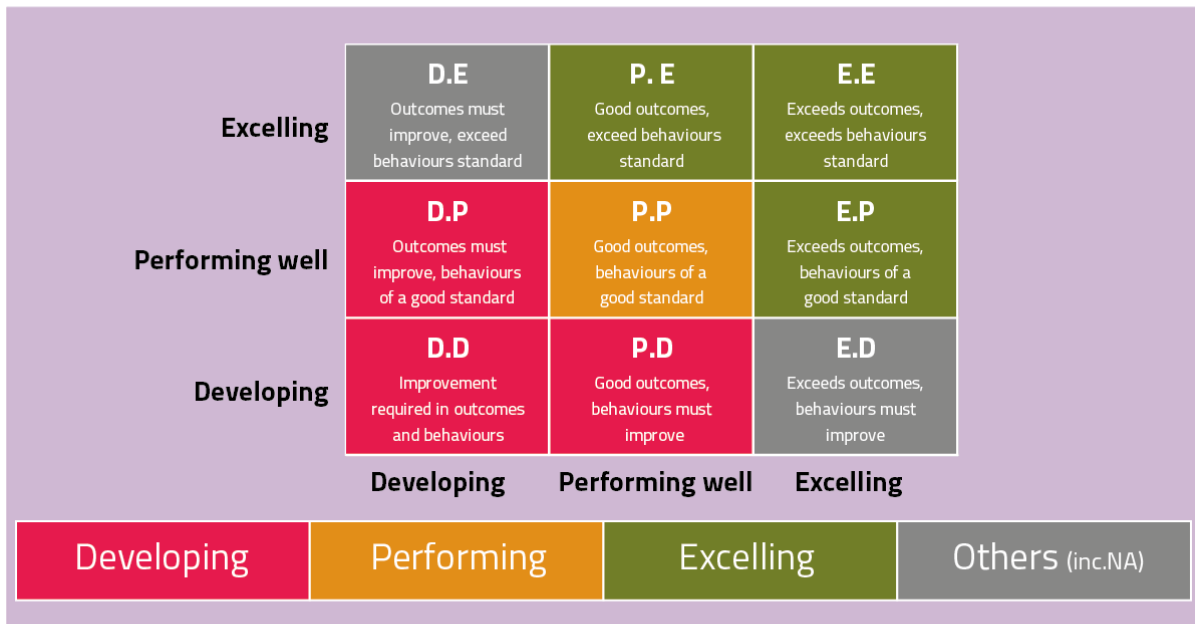 Excelling
D.E
Outcomes must
improve, exceed
behaviours standard
P. E
Good outcomes,
exceed behaviours
standard
E.E
Exceeds outcomes,
exceeds behaviours
standard
Performing well
D.P
Outcomes must
improve, behaviours
of a good standard
P.P
Good outcomes,
behaviours of a
good standard
E.P
Exceeds outcomes,
behaviours of a
good standard
Developing
D.D
Improvement
required in outcomes
and behaviours
P.D
Good outcomes,
behaviours must
improve
E.D
Exceeds outcomes,
behaviours must
improve
Developing
Performing well
Excelling
Developing
Performing
Excelling
Others (inc.NA)